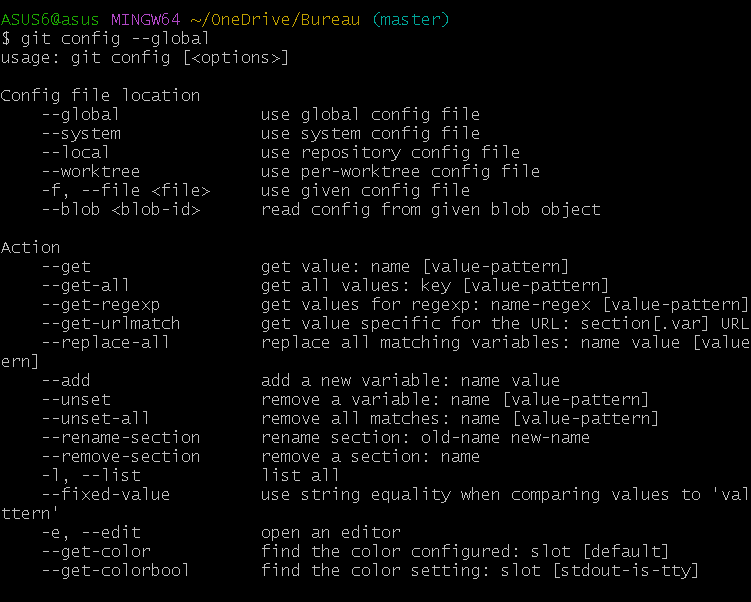 ASUS6@asus MINGW64 ~/OneDrive/Bureau (master)
$ git config --global
usage: git config [<options>]

Config file location
    --global              use global config file
    --system              use system config file
    --local               use repository config file
    --worktree            use per-worktree config file
    -f, --file <file>     use given config file
    --blob <blob-id>      read config from given blob object

Action
    --get                 get value: name [value-pattern]
    --get-all             get all values: key [value-pattern]
    --get-regexp          get values for regexp: name-regex [value-pattern]
    --get-urlmatch        get value specific for the URL: section[.var] URL
    --replace-all         replace all matching variables: name value [value
ern]
    --add                 add a new variable: name value
    --unset               remove a variable: name [value-pattern]
    --unset-all           remove all matches: name [value-pattern]
    --rename-section      rename section: old-name new-name
    --remove-section      remove a section: name
    -l, --list            list all
    --fixed-value         use string equality when comparing values to 'val
ttern'
    -e, --edit            open an editor
    --get-color           find the color configured: slot [default]
    --get-colorbool       find the color setting: slot [stdout-is-tty]